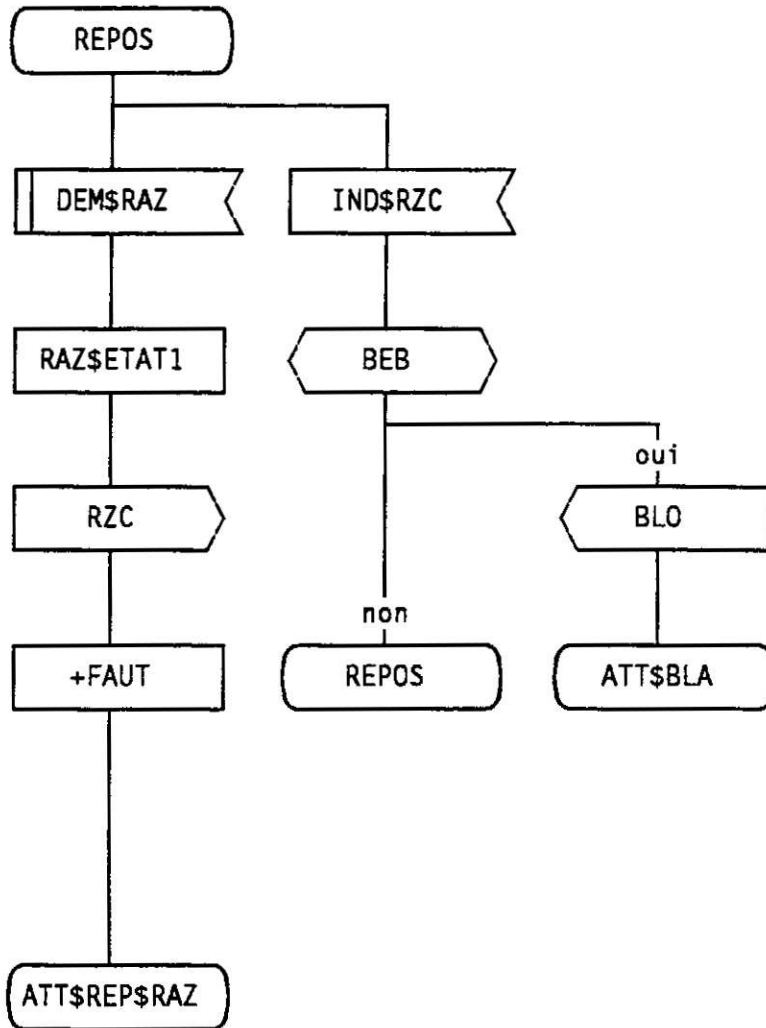 REPOS
DEM$RAZ
IND$RZC
RAZ$ETAT1
BEB
oui
RZC
BLO
non
+FAUT
REPOS
ATT$BLA
ATT$REP$RAZ